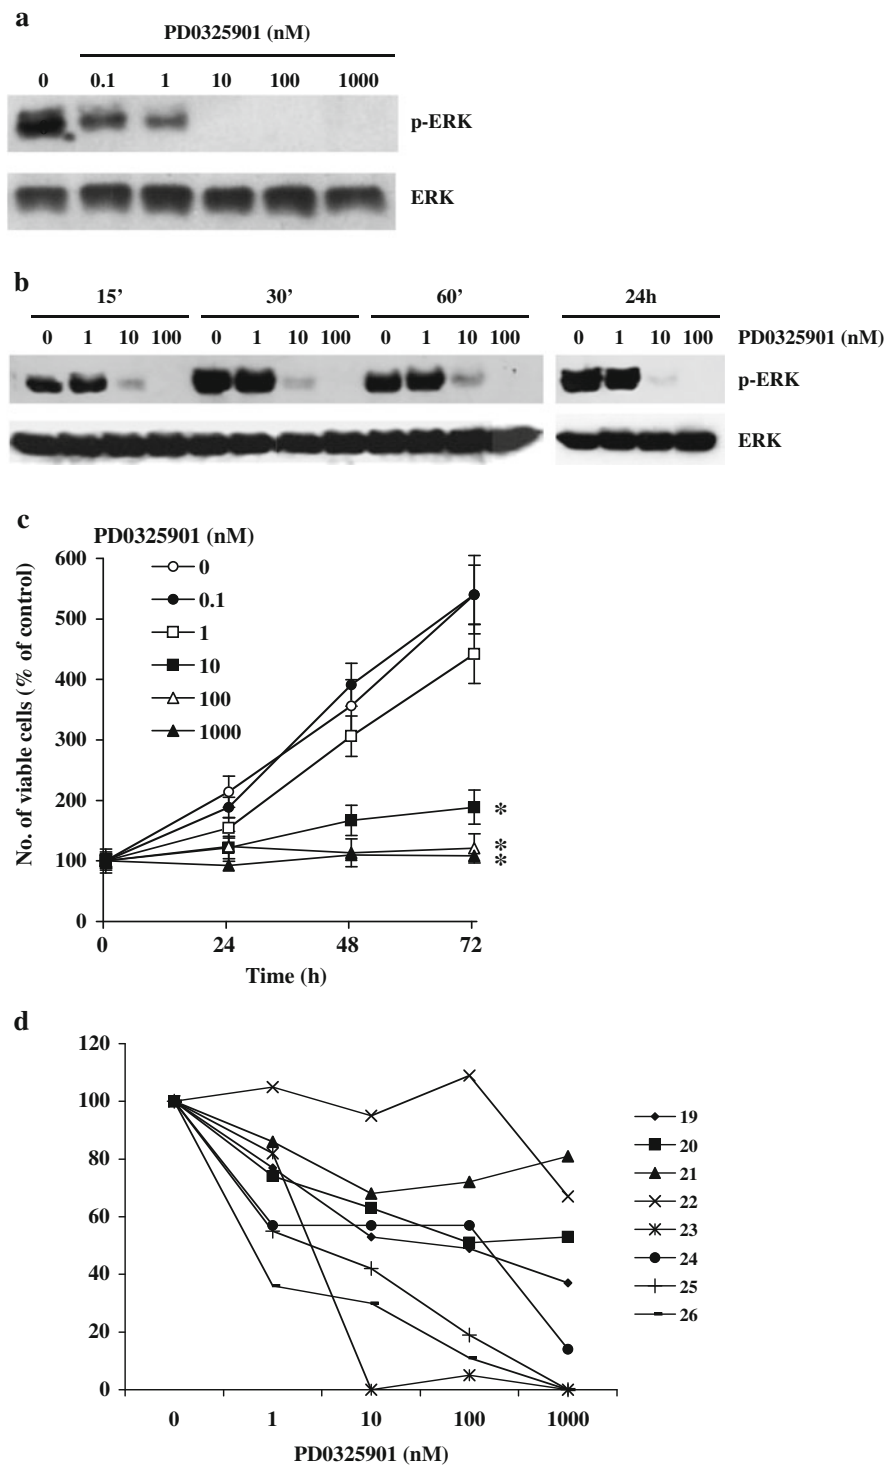 a
PD0325901 (nM)
0 0.1 1 10 100 1000
p-ERK
ERK
b
15’ 30’ 60’ 24h
0 1 10 100 0 1 10 100 0 1 10 100 0 1 10 100 PD0325901 (nM)
p-ERK
ERK
c
PD0325901 (nM)
No. of viable cells (% of control)
600
500
400
300
200
100
0
0
0.1
1
10
100
1000
*
*
*
0 24 48 72
Time (h)
d
120
100
80
60
40
20
0
19
20
21
22
23
24
25
26
0 1 10 100 1000
PD0325901 (nM)